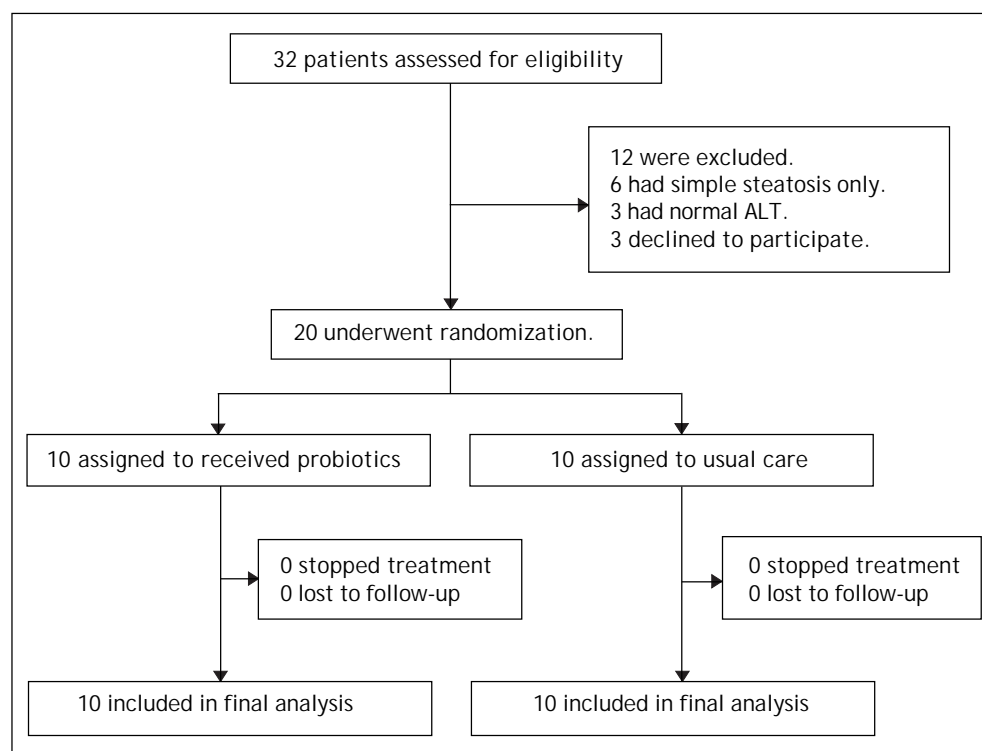 32 patients assessed for eligibility
12 were excluded.
6 had simple steatosis only.
3 had normal ALT.
3 declined to participate.
20 underwent randomization.
10 assigned to received probiotics
10 assigned to usual care
0 stopped treatment
0 lost to follow-up
0 stopped treatment
0 lost to follow-up
10 included in final analysis
10 included in final analysis